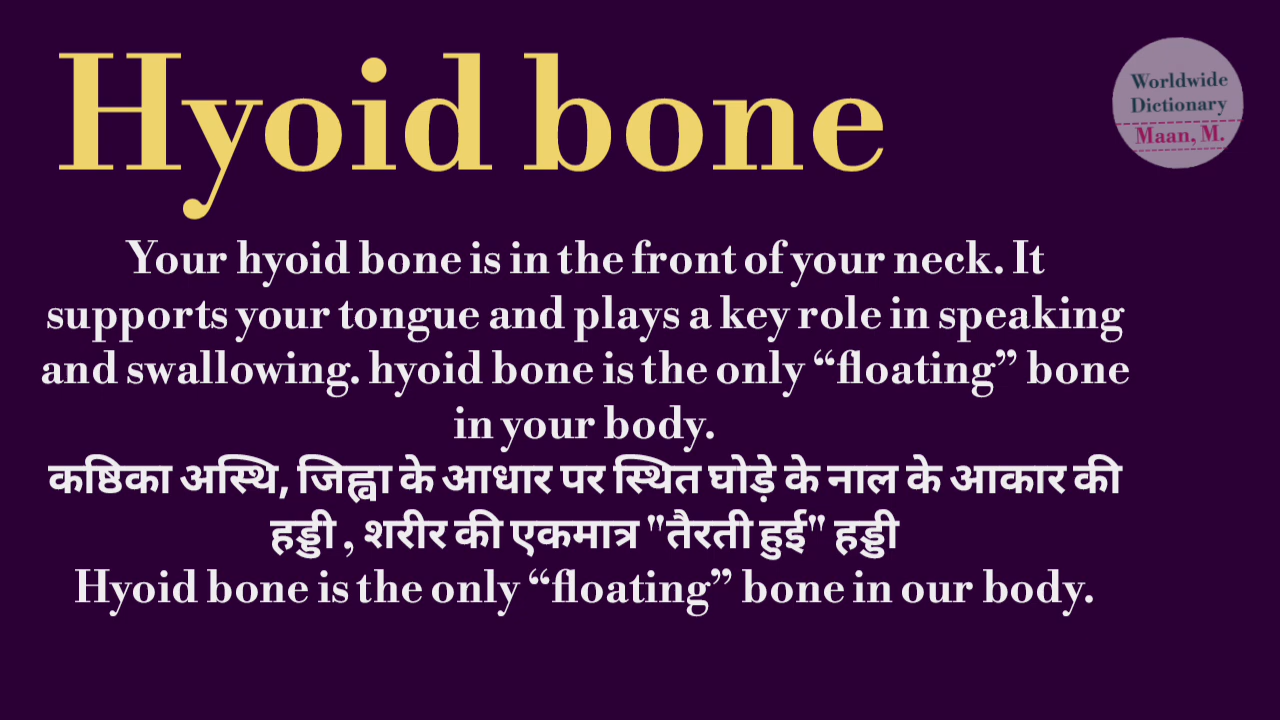 Hyoid bone
Worldwide
Dictionary
Maan, M.
Your hyoid bone is in the front of your neck. It
supports your tongue and plays a key role in speaking
and swallowing. hyoid bone is the only “floating” bone
in your body.
कष्ठिका अस्थि, जिह्वा के आधार पर स्थित घोड़े के नाल के आकार की
हड्डी , शरीर की एकमात्र "तैरती हुई" हड्डी
Hyoid bone is the only “floating” bone in our body.